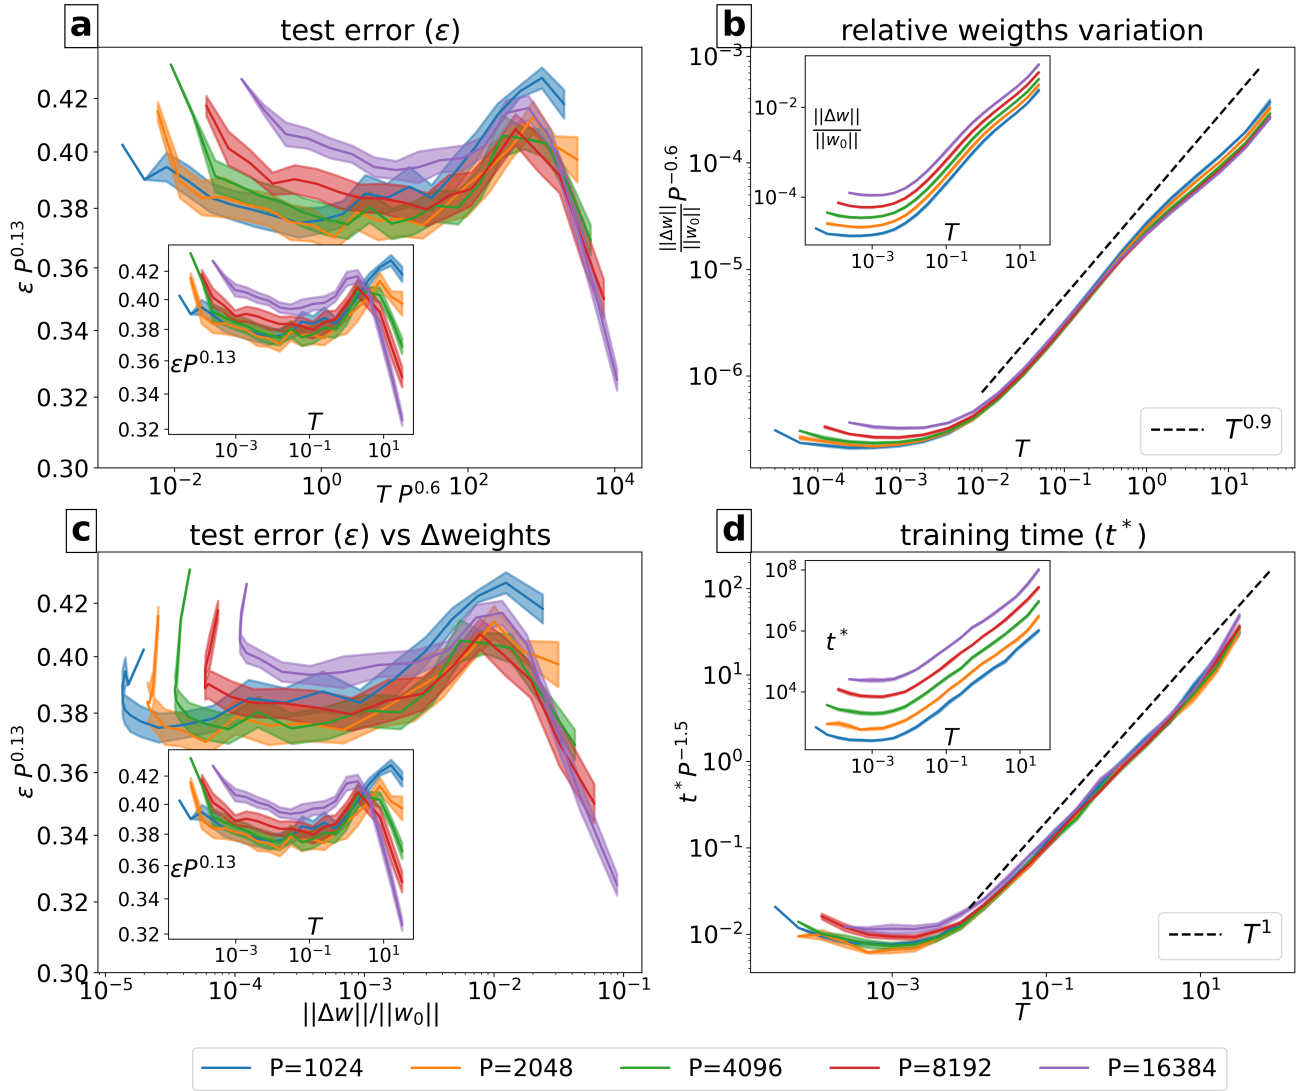 a
test error (ε)
0.42
0.40
0.38
0.36
0.34
0.32
0.30
ε P^0.13
0.42
0.40
0.38
0.36
0.34
0.32
εP^0.13
T
10^−3
10^−1
10^1
10^−2
10^0
10^2
10^4
T P^0.6
b
relative weigths variation
10^−3
10^−4
10^−5
10^−6
||Δw||/||w_0|| P^−0.6
||Δw||
||w_0||
10^−2
10^−4
T
10^−3
10^−1
10^1
T^0.9
T
10^−4
10^−3
10^−2
10^−1
10^0
10^1
c
test error (ε) vs Δweights
0.42
0.40
0.38
0.36
0.34
0.32
0.30
ε P^0.13
0.42
0.40
0.38
0.36
0.34
0.32
εP^0.13
T
10^−3
10^−1
10^1
10^−5
10^−4
10^−3
10^−2
10^−1
||Δw||/||w_0||
d
training time (t*)
10^2
10^1
10^0
10^−1
10^−2
t* P^−1.5
10^8
10^6
10^4
t*
T
10^−3
10^−1
10^1
T^1
10^−3
10^−1
10^1
T
P=1024
P=2048
P=4096
P=8192
P=16384